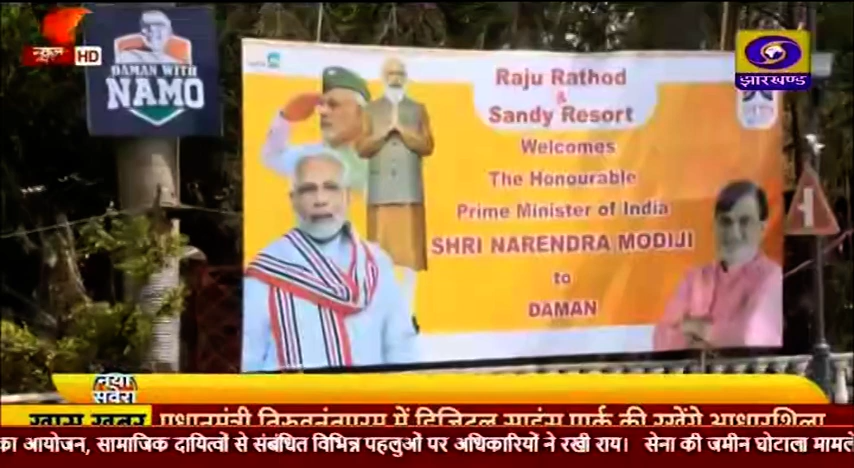 न्यूज़
HD
DAMAN WITH
NAMO
Raju Rathod
&
Sandy Resort
Welcomes
The Honourable
Prime Minister of India
SHRI NARENDRA MODIJI
to
DAMAN
झारखण्ड
नया
सवेरा
खास खबर
प्रधानमंत्री तिरुवनंतपुरम में डिजिटल साइंस पार्क की रखेंगे आधारशिला
का आयोजन, सामाजिक दायित्वों से संबंधित विभिन्न पहलुओं पर अधिकारियों ने रखी राय। सेना की जमीन घोटाला मामले